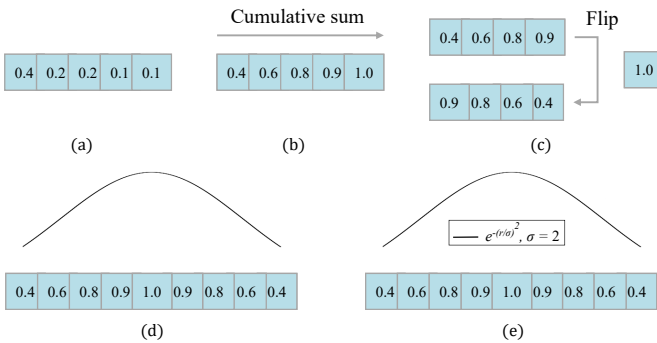 Cumulative sum
0.4 0.2 0.2 0.1 0.1
0.4 0.6 0.8 0.9 1.0
0.4 0.6 0.8 0.9
Flip
1.0
0.9 0.8 0.6 0.4
(a)
(b)
(c)
e^-(r/σ)^2, σ = 2
0.4 0.6 0.8 0.9 1.0 0.9 0.8 0.6 0.4
0.4 0.6 0.8 0.9 1.0 0.9 0.8 0.6 0.4
(d)
(e)